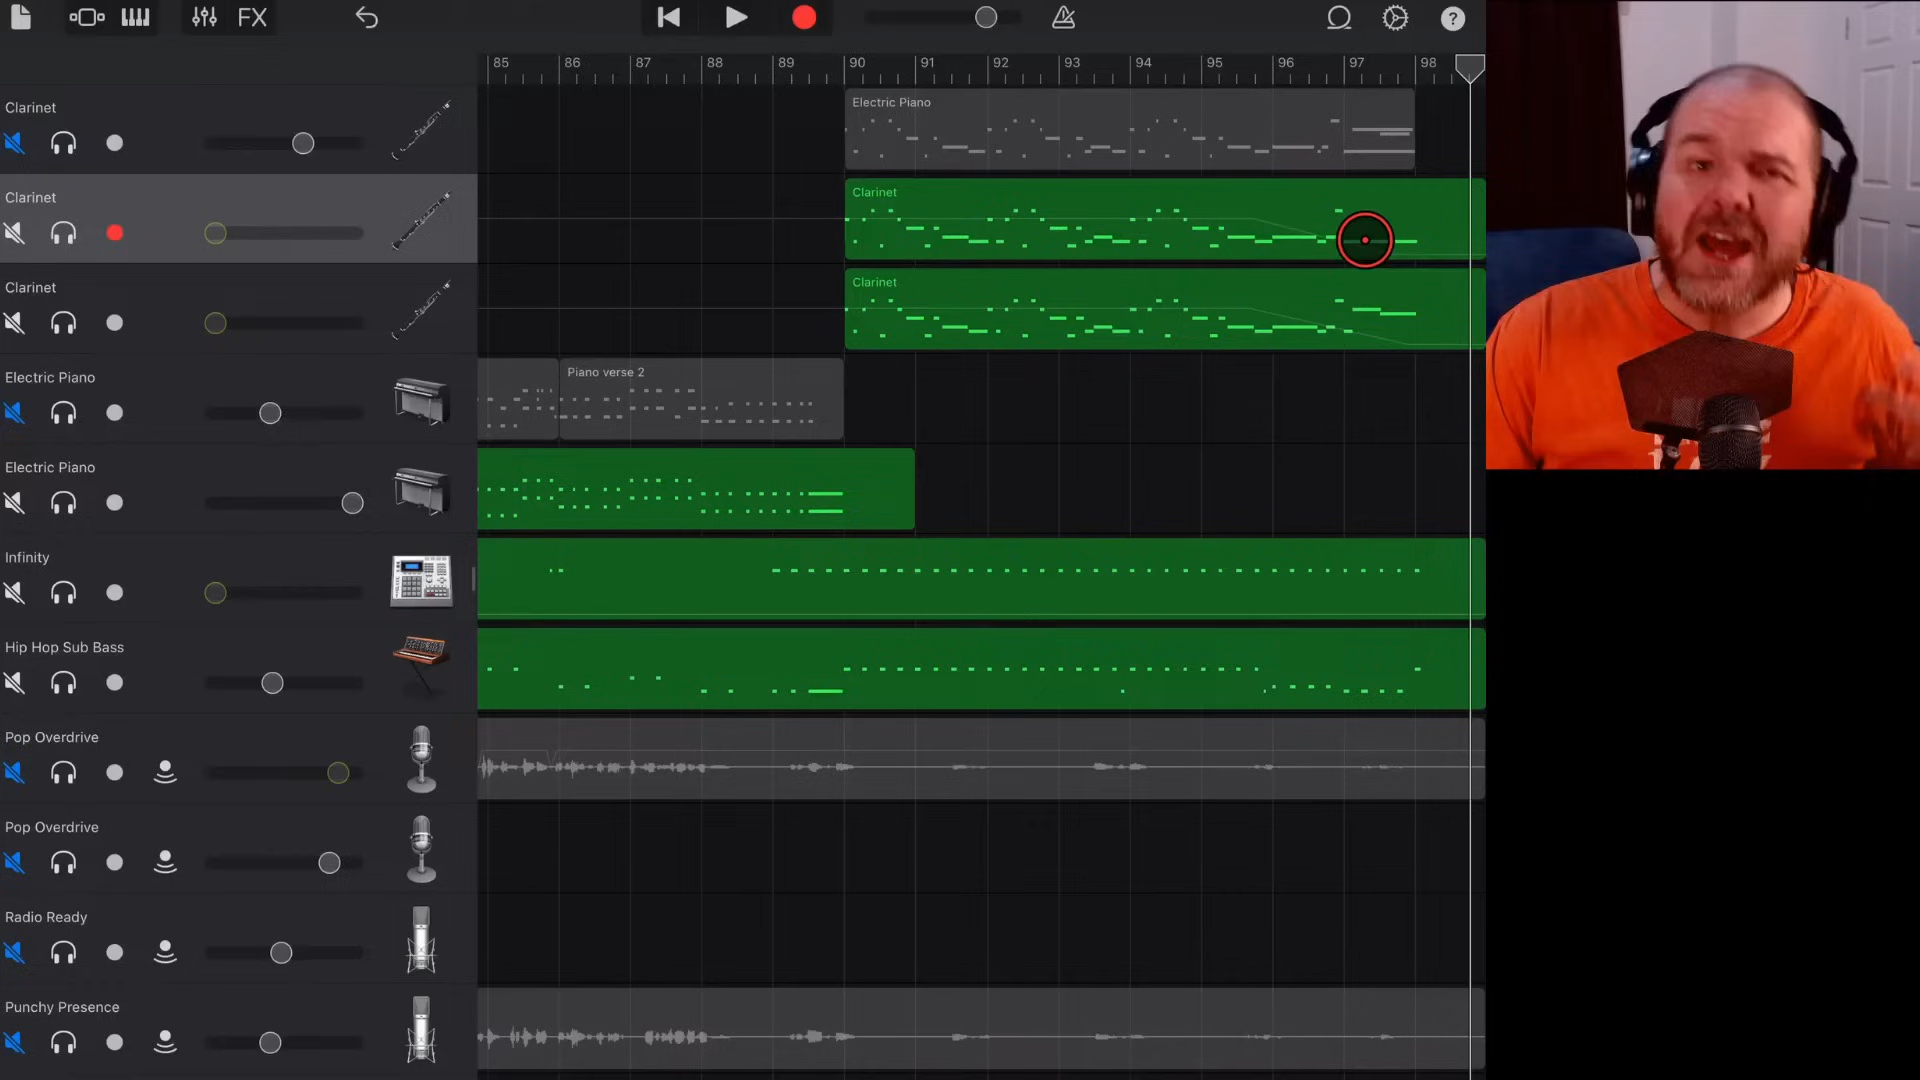 FX
?
85 86 87 88 89 90 91 92 93 94 95 96 97 98
Clarinet
Electric Piano
Clarinet
Clarinet
Clarinet
Clarinet
Electric Piano
Piano verse 2
Electric Piano
Infinity
Hip Hop Sub Bass
Pop Overdrive
Pop Overdrive
Radio Ready
Punchy Presence